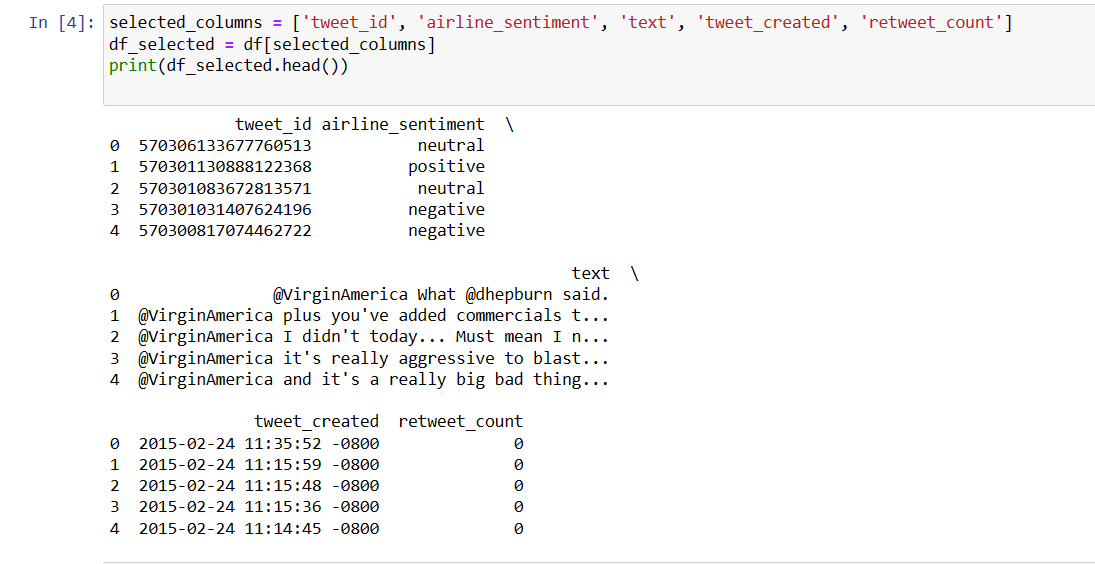 In [4]: selected_columns = ['tweet_id', 'airline_sentiment', 'text', 'tweet_created', 'retweet_count']
df_selected = df[selected_columns]
print(df_selected.head())
tweet_id airline_sentiment \
0 570306133677760513 neutral
1 570301130888122368 positive
2 570301083672813571 neutral
3 570301031407624196 negative
4 570300817074462722 negative
text \
0 @VirginAmerica What @dhepburn said.
1 @VirginAmerica plus you've added commercials t...
2 @VirginAmerica I didn't today... Must mean I n...
3 @VirginAmerica it's really aggressive to blast...
4 @VirginAmerica and it's a really big bad thing...
tweet_created retweet_count
0 2015-02-24 11:35:52 -0800 0
1 2015-02-24 11:15:59 -0800 0
2 2015-02-24 11:15:48 -0800 0
3 2015-02-24 11:15:36 -0800 0
4 2015-02-24 11:14:45 -0800 0